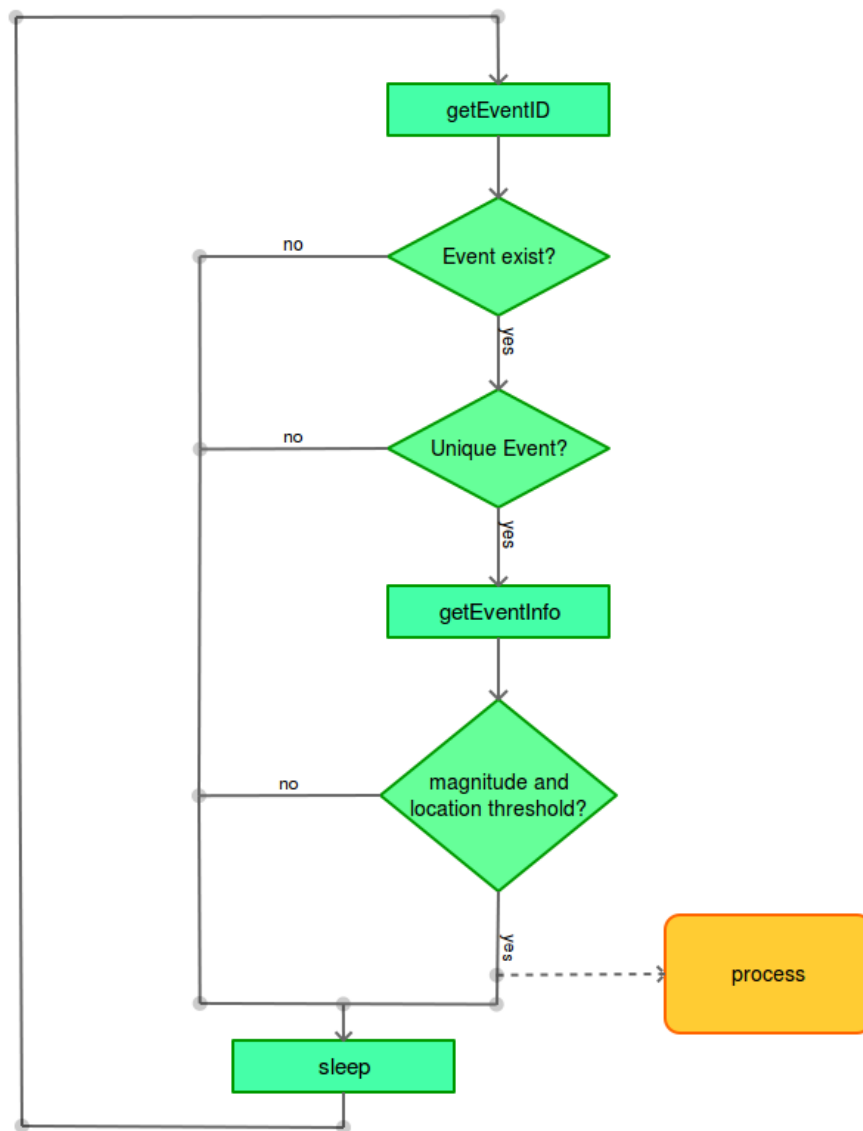 getEventID
Event exist?
no
yes
Unique Event?
no
yes
getEventInfo
magnitude and
location threshold?
no
yes
process
sleep